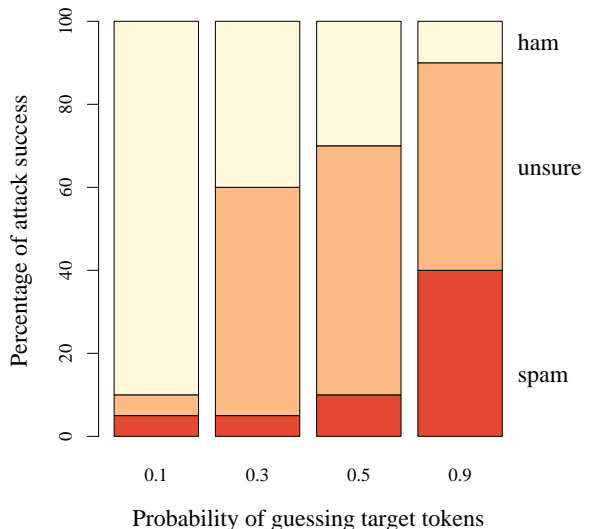 100
80
60
40
20
0
Percentage of attack success
ham
unsure
spam
0.1 0.3 0.5 0.9
Probability of guessing target tokens